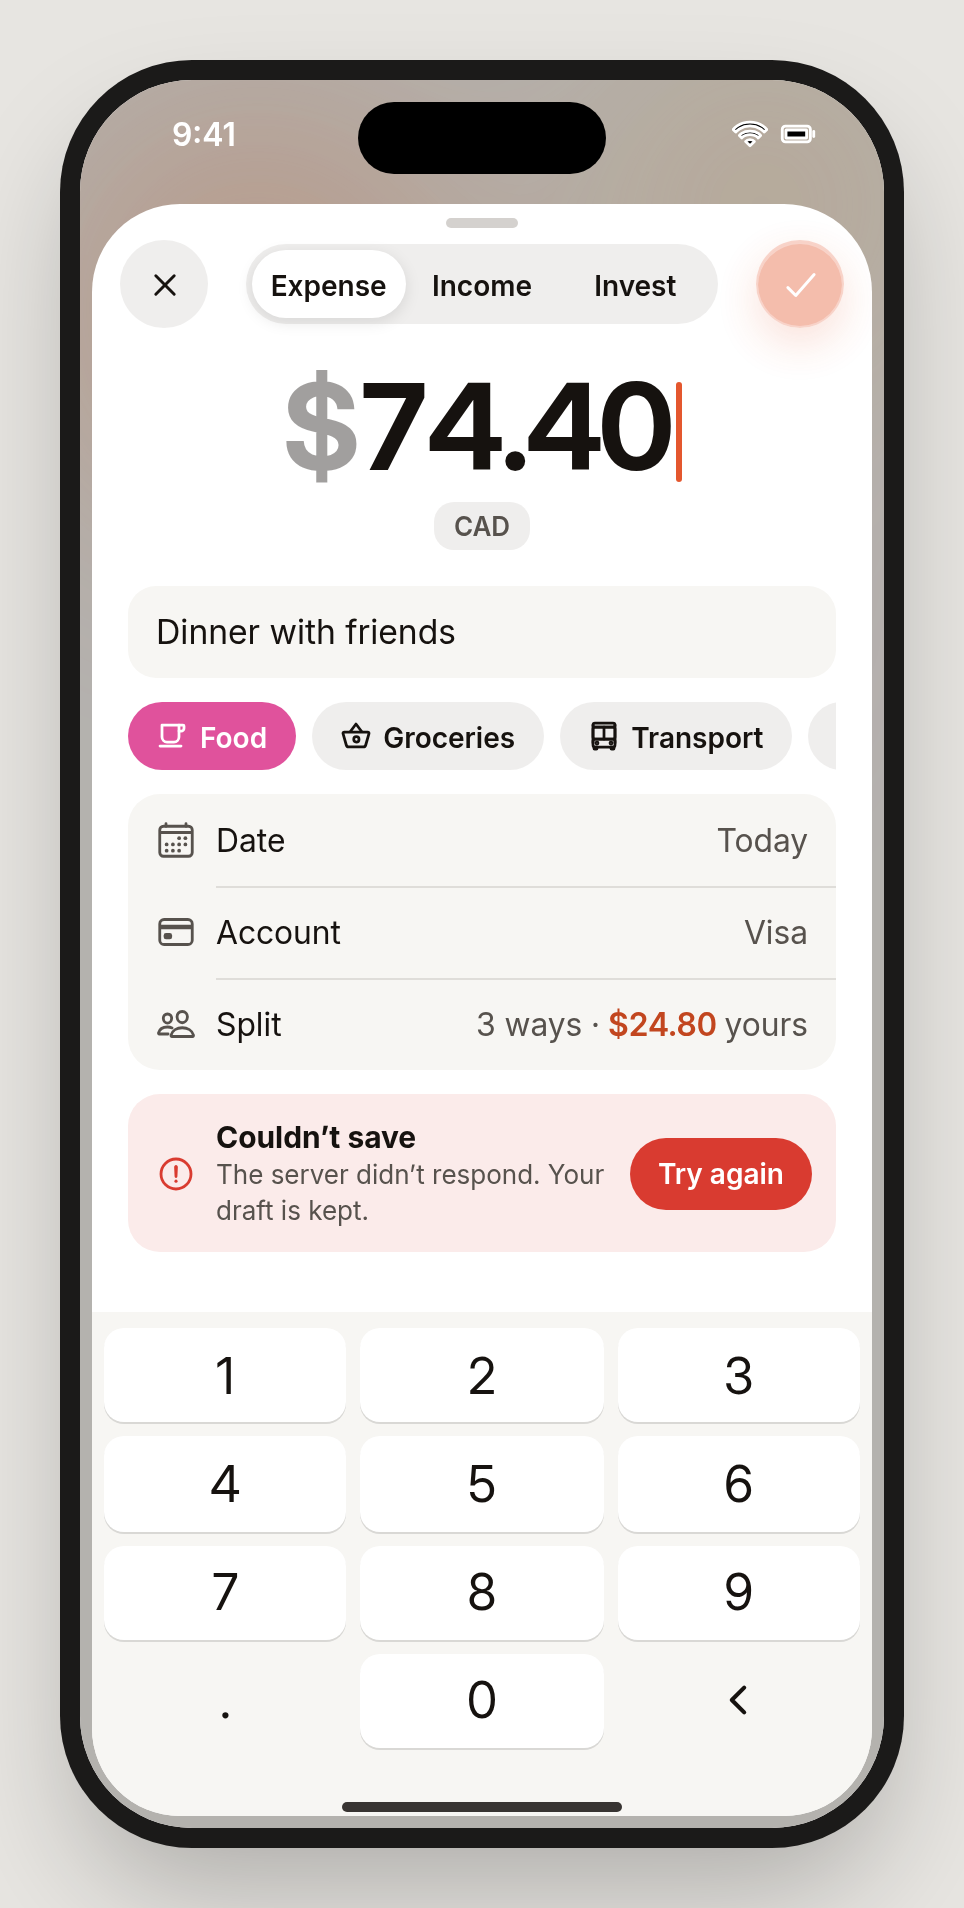 9:41
Expense Income Invest
$74.40
CAD
Dinner with friends
Food Groceries Transport
Date Today
Account Visa
Split 3 ways · $24.80 yours
Couldn’t save
The server didn’t respond. Your
draft is kept.
Try again
1 2 3
4 5 6
7 8 9
. 0